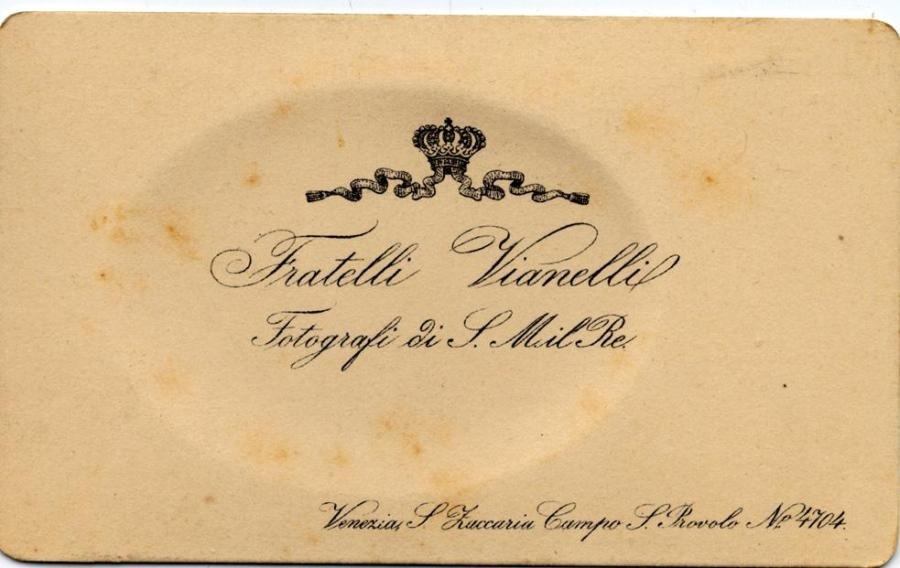 Fratelli Vianelli
Fotografi di S. M. il Re.
Venezia, S. Zaccaria Campo S. Provolo No. 4704.